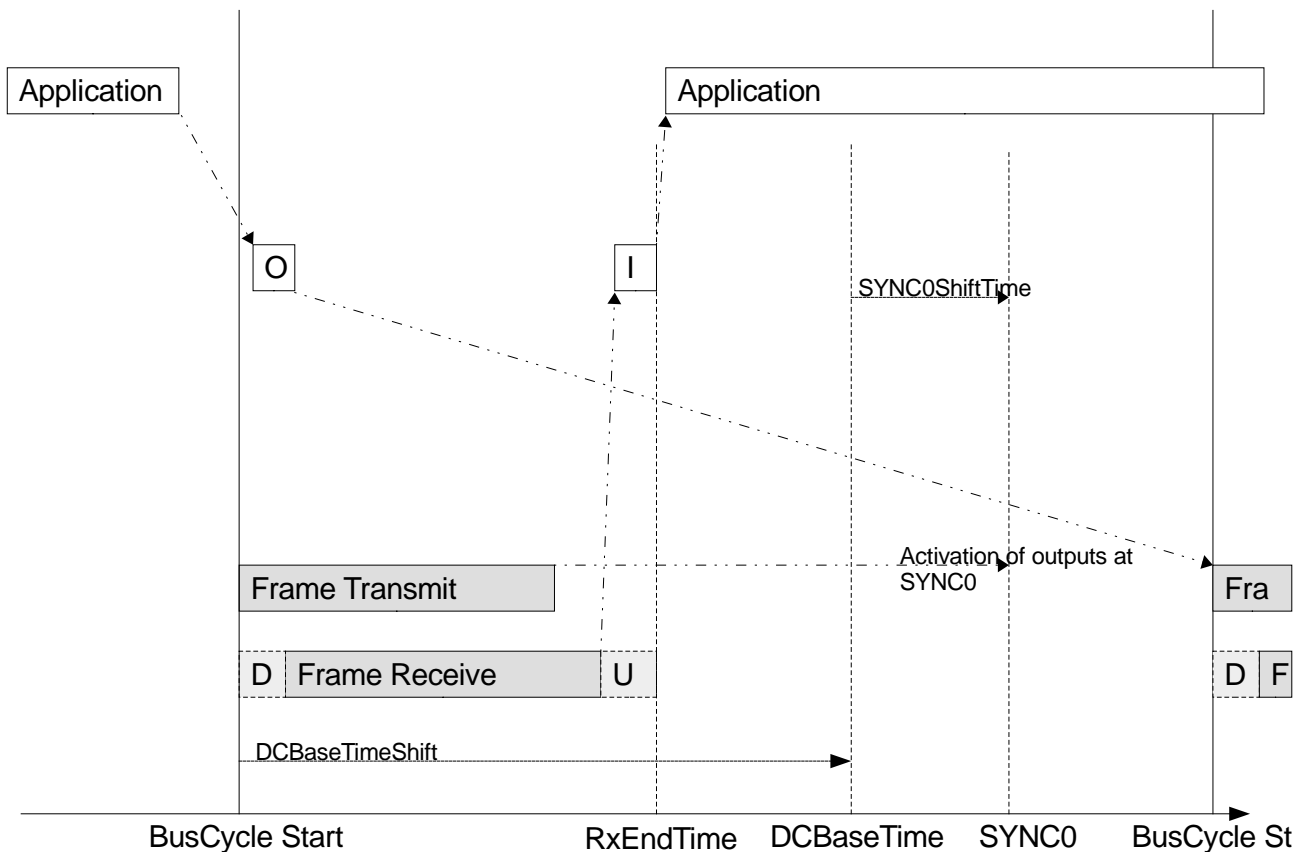 Application
Application
O
I
SYNC0ShiftTime
Activation of outputs at
SYNC0
Frame Transmit
Fra
D
Frame Receive
U
D
F
DCBaseTimeShift
BusCycle Start
RxEndTime
DCBaseTime
SYNC0
BusCycle St